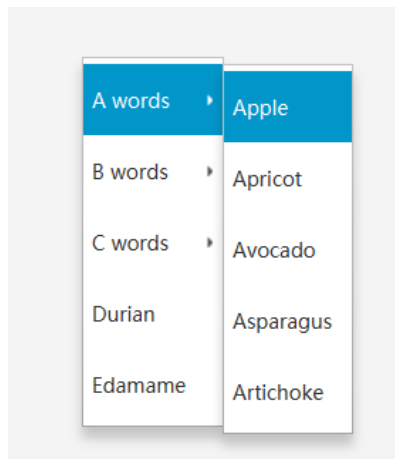 A words
B words
C words
Durian
Edamame
Apple
Apricot
Avocado
Asparagus
Artichoke